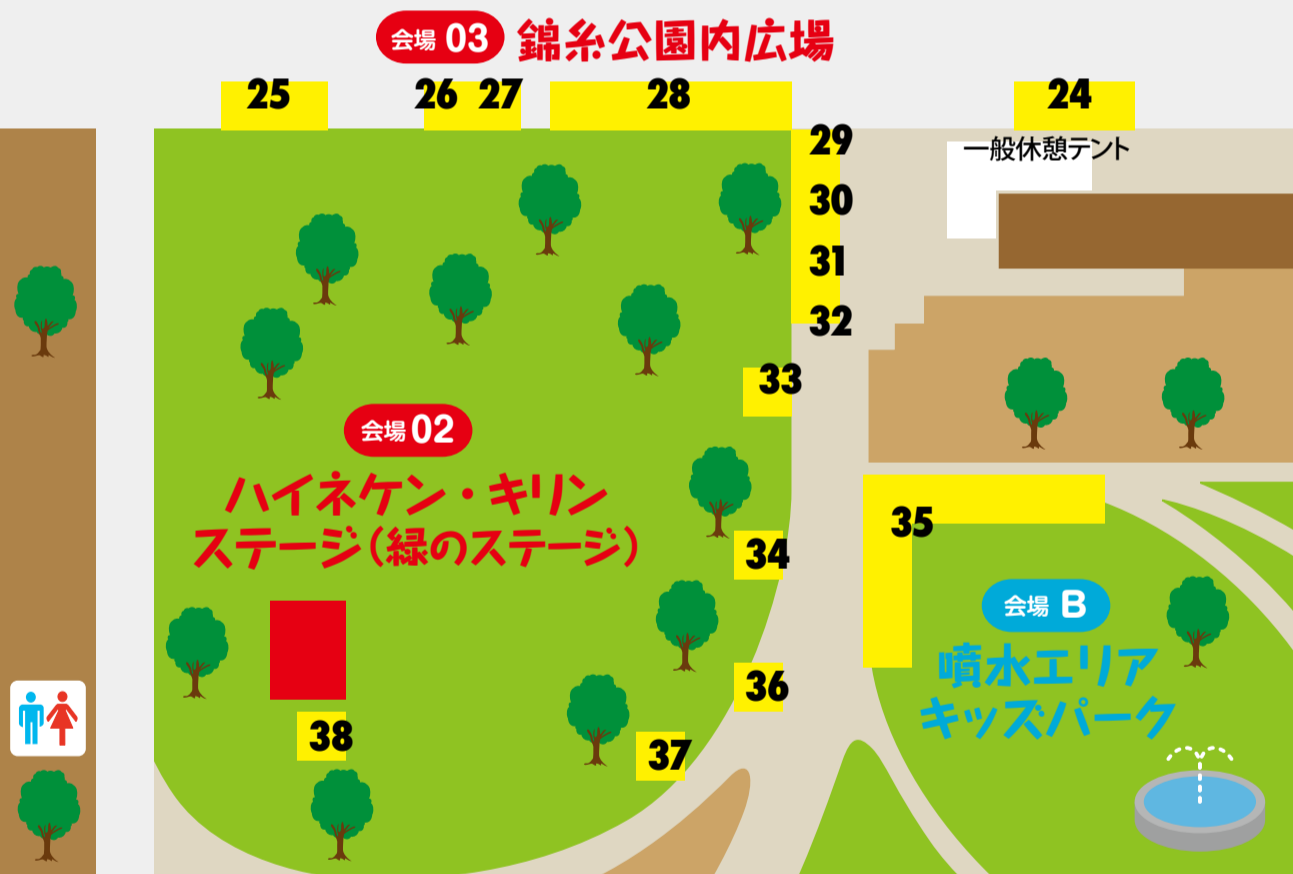 会場 03 錦糸公園内広場
25
26 27
28
24
29
一般休憩テント
30
31
32
33
会場 02
ハイネケン・キリン
ステージ(緑のステージ)
34
35
会場 B
噴水エリア
キッズパーク
36
37
38